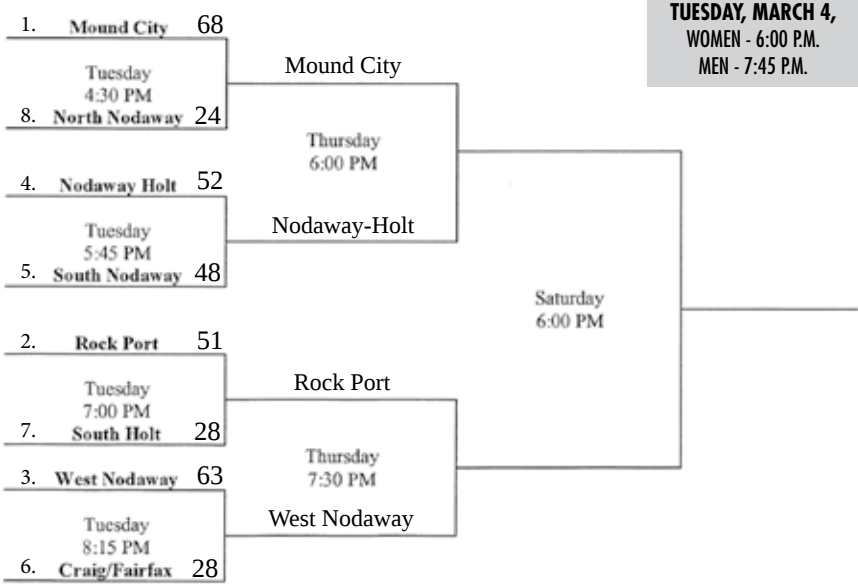 TUESDAY, MARCH 4,
WOMEN - 6:00 P.M.
MEN - 7:45 P.M.
1. Mound City 68
Tuesday
4:30 PM
8. North Nodaway 24
Mound City
Thursday
6:00 PM
4. Nodaway Holt 52
Tuesday
5:45 PM
5. South Nodaway 48
Nodaway-Holt
Saturday
6:00 PM
2. Rock Port 51
Tuesday
7:00 PM
7. South Holt 28
Rock Port
Thursday
7:30 PM
3. West Nodaway 63
Tuesday
8:15 PM
6. Craig/Fairfax 28
West Nodaway